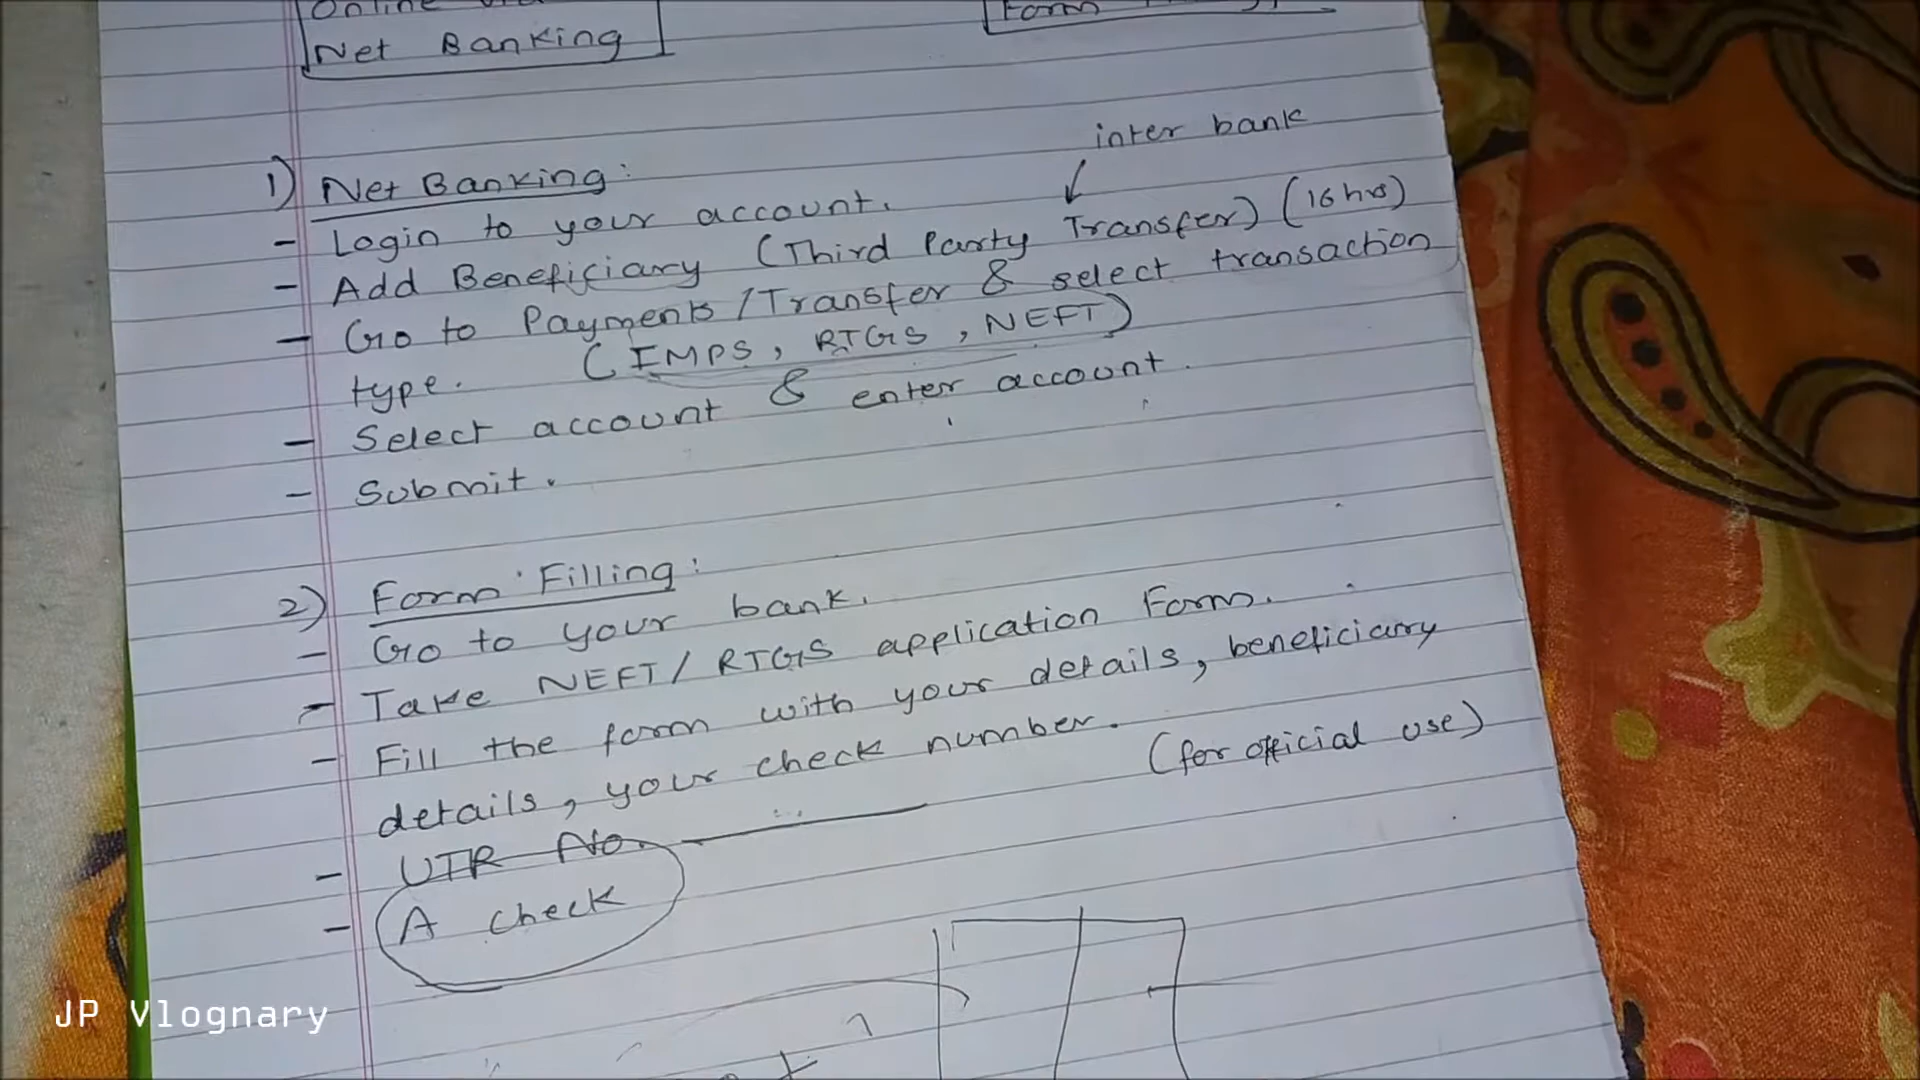 Online
Net Banking
Form
inter bank
1) Net Banking:
- Login to your account.
- Add Beneficiary (Third Party Transfer) (16 hrs)
- Go to Payments/Transfer & select transaction
type. (IMPS, RTGS, NEFT)
- Select account & enter account.
- Submit.
2) Form Filling:
- Go to your bank.
- Take NEFT/RTGS application Form.
- Fill the form with your details, beneficiary
details, your check number.
(for official use)
- UTR No.
- A check
JP Vlognary